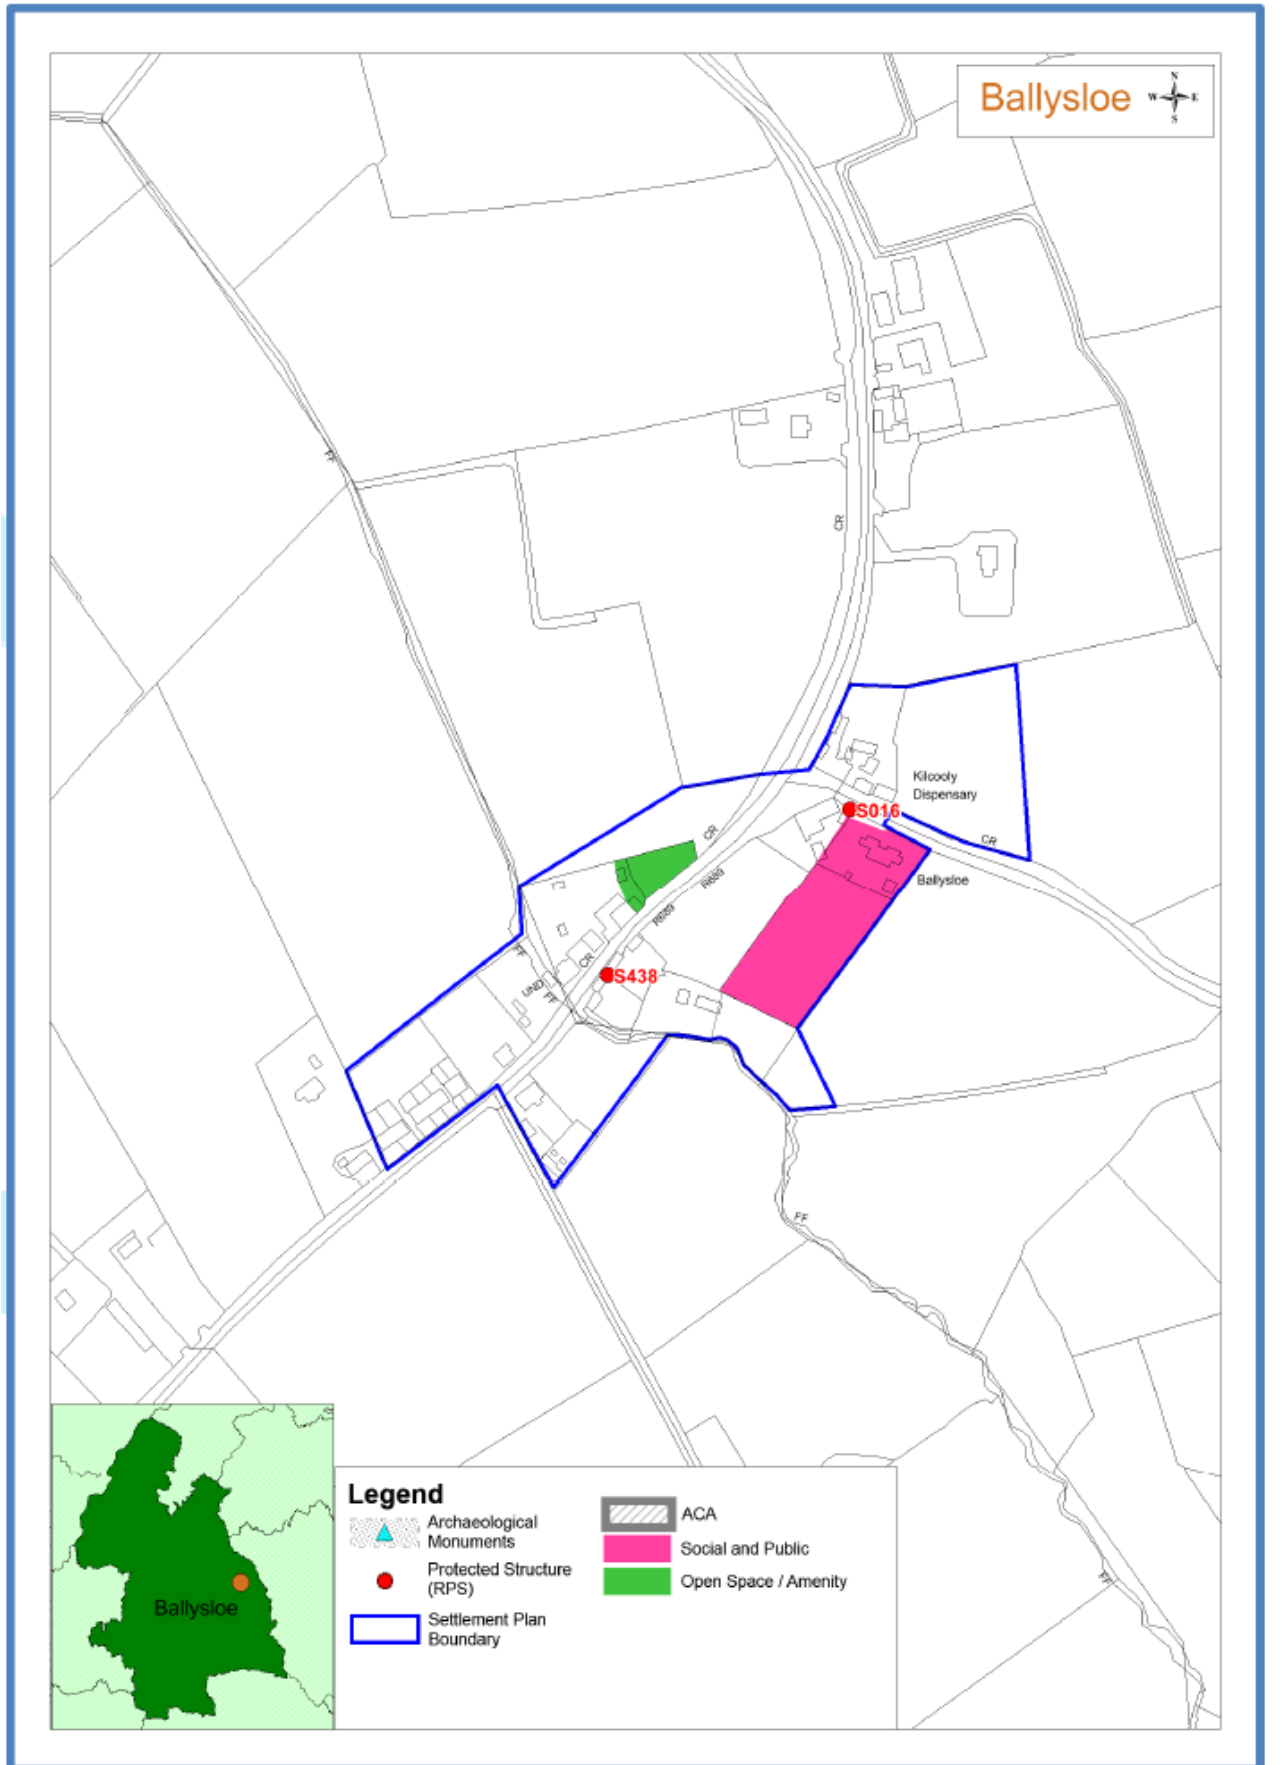 Ballysloe
N
W E
S
FF
CR
Kilcooly
Dispensary
S016
CR
CR
R689
Ballysloe
R689
FF
CR
S438
UND
FF
FF
FF
Ballysloe
Legend
Archaeological
Monuments
Protected Structure
(RPS)
Settlement Plan
Boundary
ACA
Social and Public
Open Space / Amenity